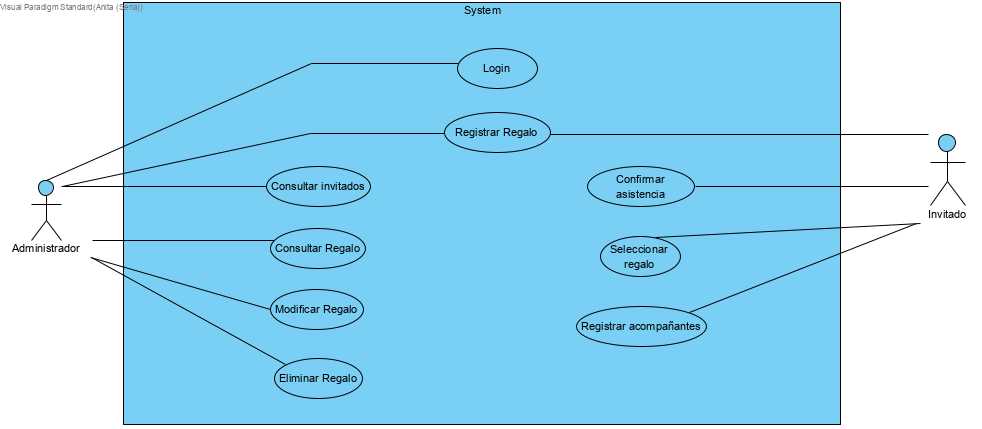 Visual Paradigm Standard(Anita (Sena))
System
Login
Registrar Regalo
Consultar invitados
Confirmar
asistencia
Invitado
Administrador
Consultar Regalo
Seleccionar
regalo
Modificar Regalo
Registrar acompañantes
Eliminar Regalo